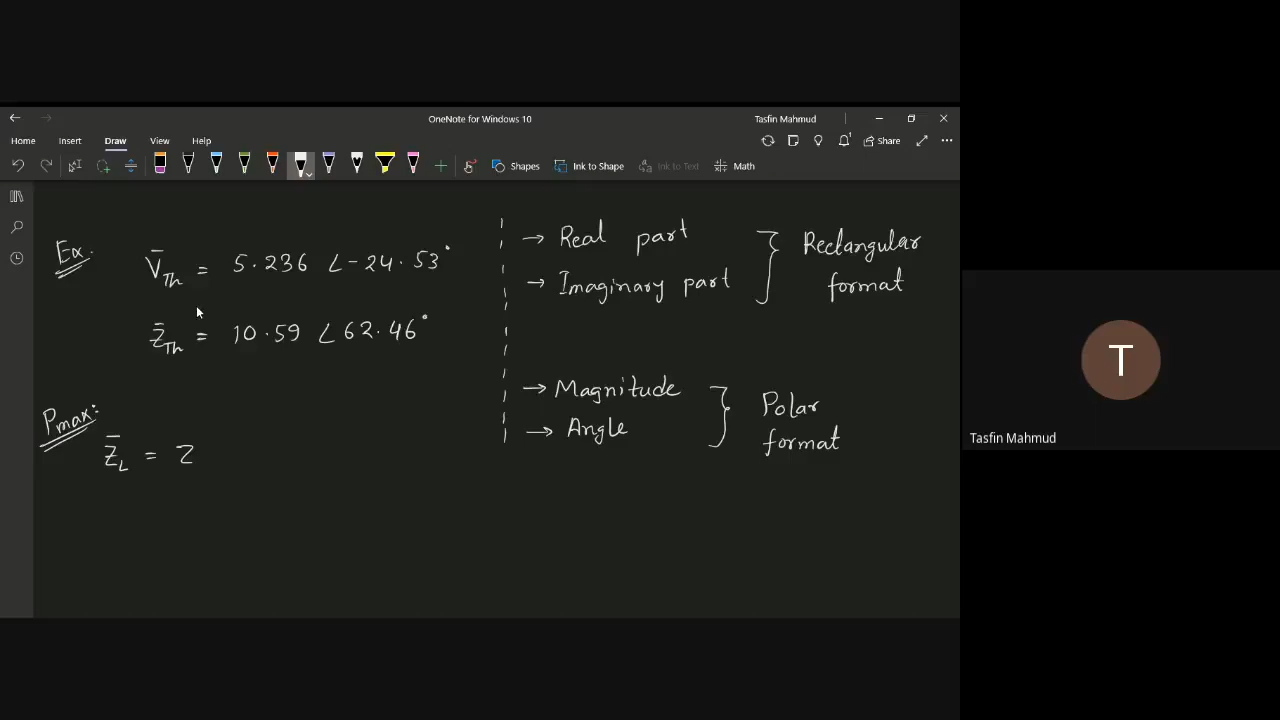 OneNote for Windows 10
Tasfin Mahmud
Home Insert Draw View Help
Share
Shapes Ink to Shape Ink to Text Math
Ex.
V̅Th = 5.236 ∠-24.53°
Z̅Th = 10.59 ∠62.46°
Pmax:
Z̅L = Z
→ Real part
→ Imaginary part
Rectangular
format
→ Magnitude
→ Angle
Polar
format
T
Tasfin Mahmud